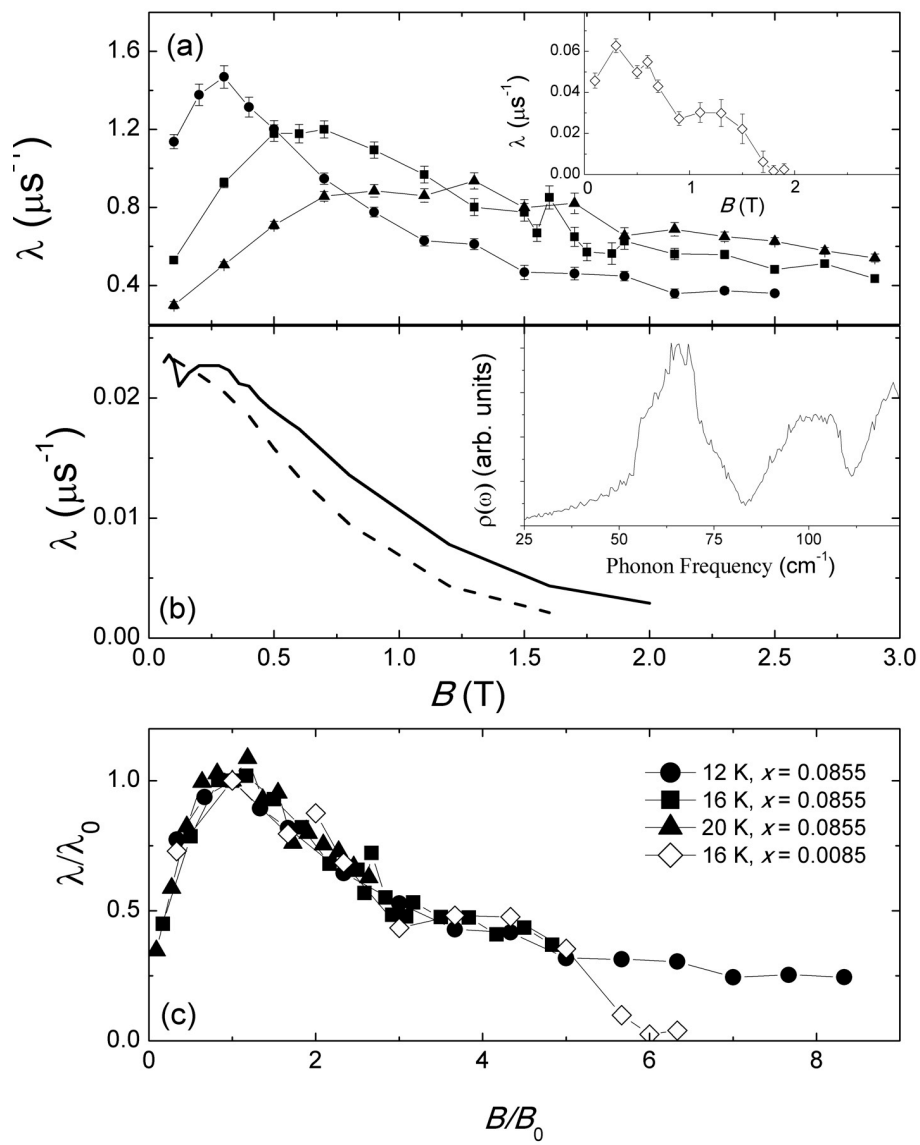 (a)
1.6
1.2
0.8
0.4
λ (μs⁻¹)
0.06
0.04
0.02
0
λ (μs⁻¹)
0 1 2
B (T)
0.02
0.01
0.00
λ (μs⁻¹)
(b)
ρ(ω) (arb. units)
25 50 75 100
Phonon Frequency (cm⁻¹)
0.0 0.5 1.0 1.5 2.0 2.5 3.0
B (T)
1.0
0.5
0.0
λ/λ₀
12 K, x = 0.0855
16 K, x = 0.0855
20 K, x = 0.0855
16 K, x = 0.0085
(c)
0 2 4 6 8
B/B₀